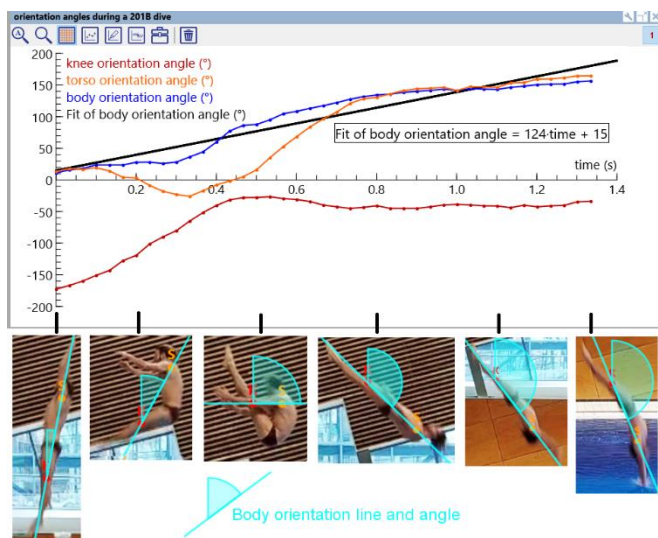 orientation angles during a 201B dive
1
200
knee orientation angle (°)
150
torso orientation angle (°)
body orientation angle (°)
100
Fit of body orientation angle (°)
Fit of body orientation angle = 124·time + 15
50
time (s)
0
0.2
0.4
0.6
0.8
1.0
1.2
1.4
-50
-100
-150
-200
S
S
S
K
Body orientation line and angle